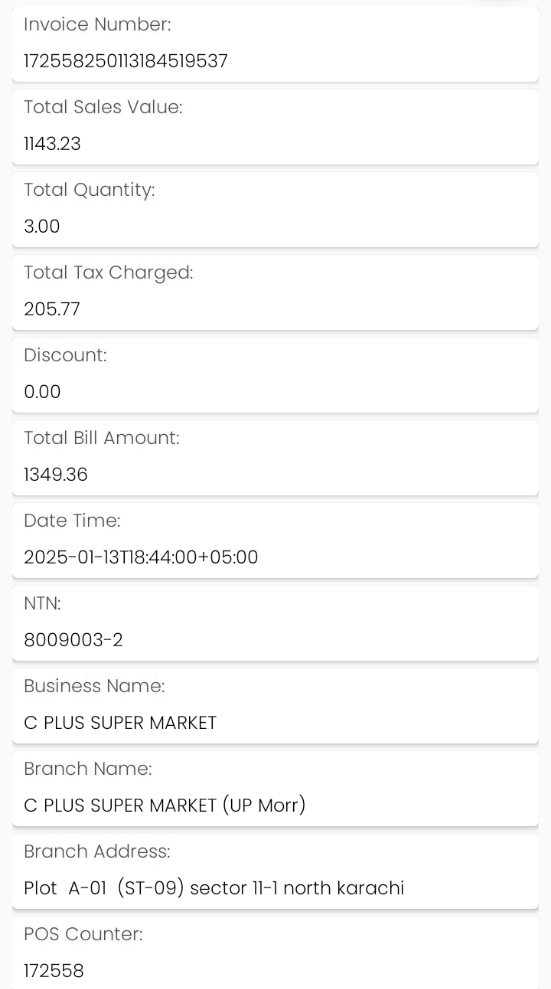 Invoice Number:
172558250113184519537
Total Sales Value:
1143.23
Total Quantity:
3.00
Total Tax Charged:
205.77
Discount:
0.00
Total Bill Amount:
1349.36
Date Time:
2025-01-13T18:44:00+05:00
NTN:
8009003-2
Business Name:
C PLUS SUPER MARKET
Branch Name:
C PLUS SUPER MARKET (UP Morr)
Branch Address:
Plot  A-01  (ST-09) sector 11-1 north karachi
POS Counter:
172558